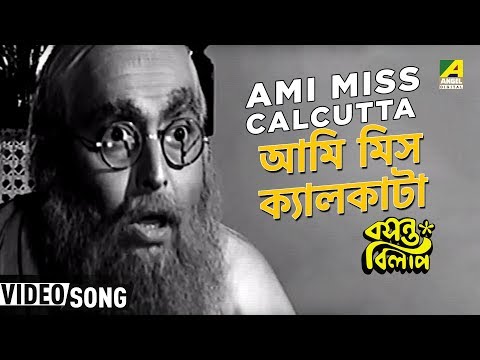 ANGEL
DIGITAL
AMI MISS
CALCUTTA
আমি মিস
ক্যালকাটা
বসন্ত
বিলাপ
VIDEO SONG